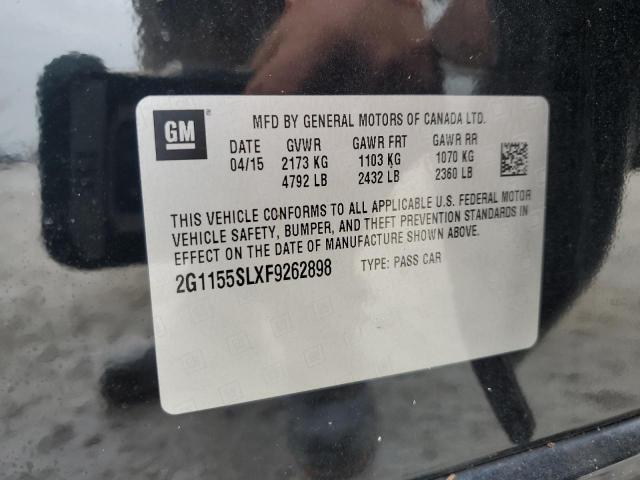 GM
MFD BY GENERAL MOTORS OF CANADA LTD.
DATE GVWR GAWR FRT GAWR RR
04/15 2173 KG 1103 KG 1070 KG
4792 LB 2432 LB 2360 LB
THIS VEHICLE CONFORMS TO ALL APPLICABLE U.S. FEDERAL MOTOR
VEHICLE SAFETY, BUMPER, AND THEFT PREVENTION STANDARDS IN
EFFECT ON THE DATE OF MANUFACTURE SHOWN ABOVE.
2G1155SLXF9262898 TYPE: PASS CAR